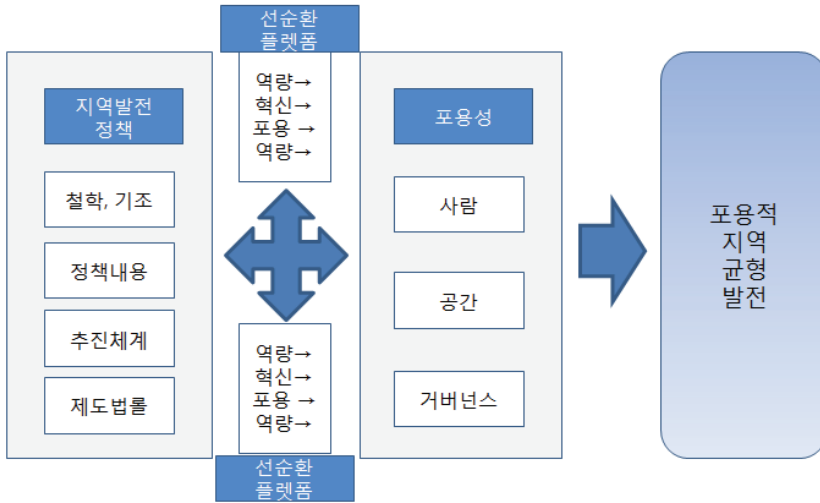 선순환
플렛폼
역량→
혁신→
포용 →
역량→
지역발전
정책
철학, 기조
정책내용
추진체계
제도법롤
역량→
혁신→
포용 →
역량→
선순환
플렛폼
포용성
사람
공간
거버넌스
포용적
지역
균형
발전